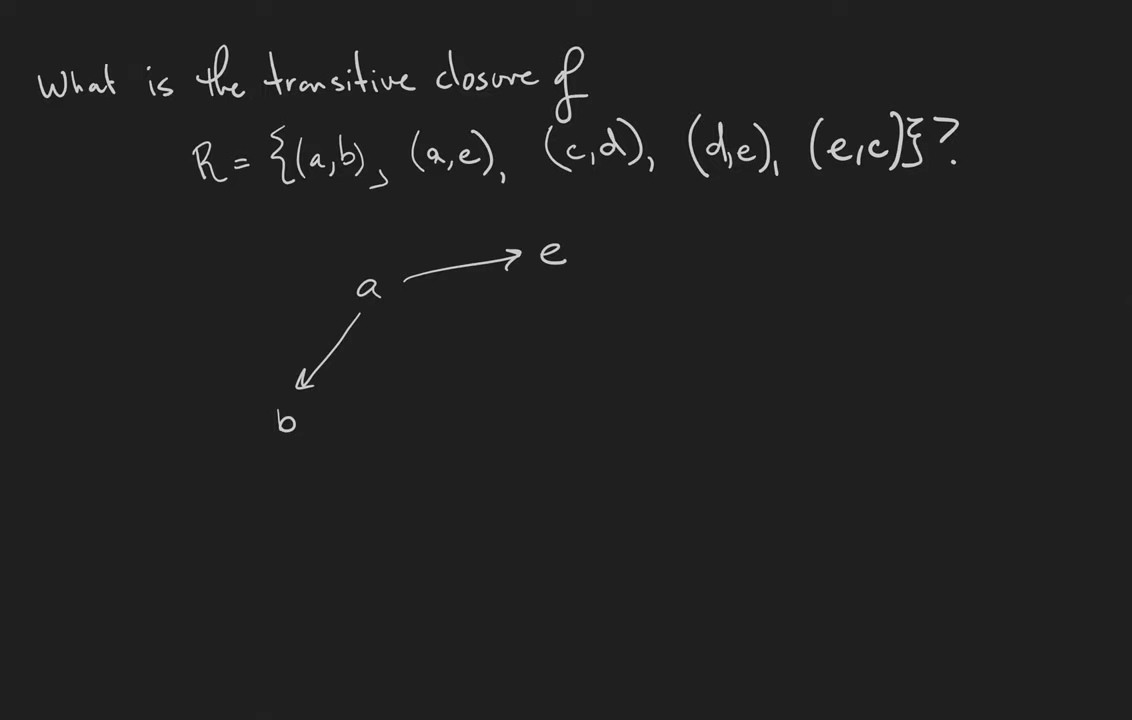 What is the transitive closure of
R = {(a,b), (a,e), (c,d), (d,e), (e,c)}?
e
a
b